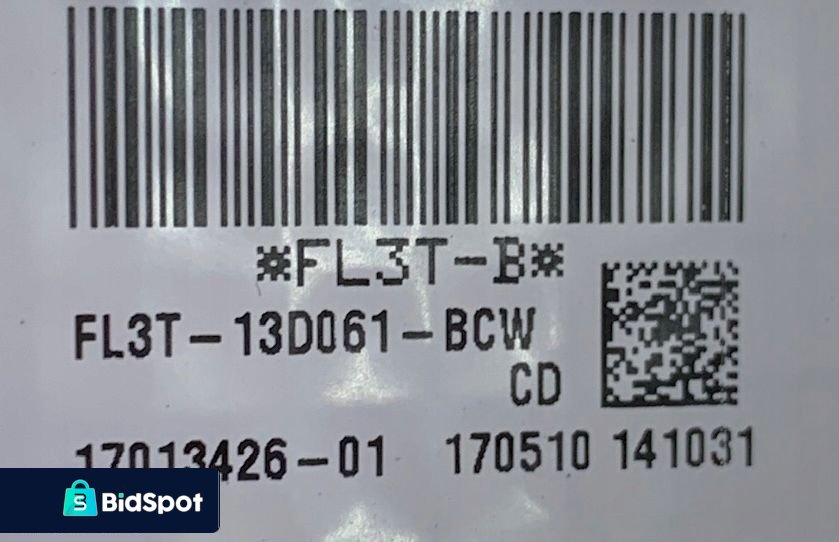 *FL3T-B*
FL3T-13D061-BCW
CD
17013426-01 170510 141031
BidSpot